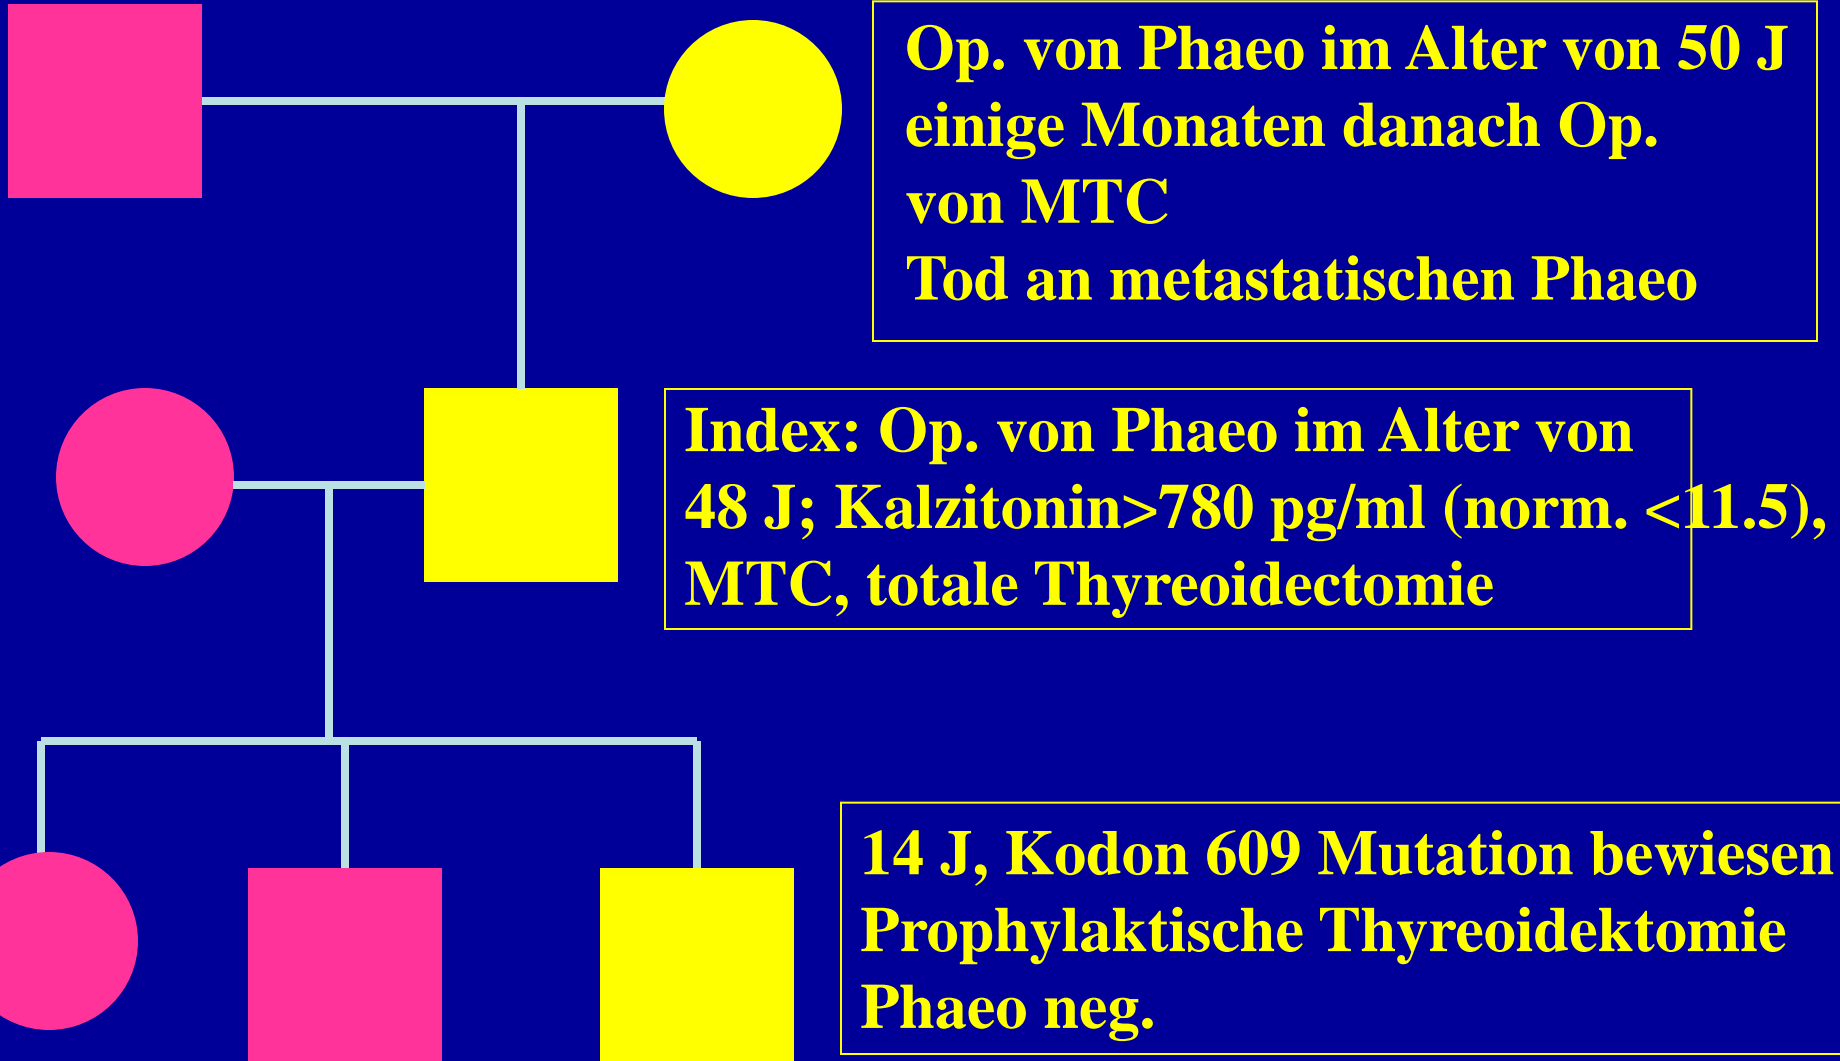 Op. von Phaeo im Alter von 50 J
einige Monaten danach Op.
von MTC
Tod an metastatischen Phaeo
Index: Op. von Phaeo im Alter von
48 J; Kalzitonin>780 pg/ml (norm. <11.5),
MTC, totale Thyreoidectomie
14 J, Kodon 609 Mutation bewiesen
Prophylaktische Thyreoidektomie
Phaeo neg.